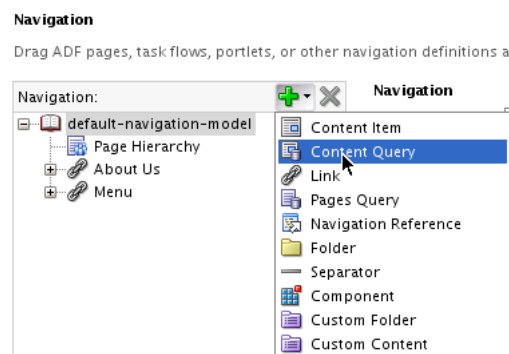 Navigation
Drag ADF pages, task flows, portlets, or other navigation definitions a
Navigation:
Navigation
default-navigation-model
Page Hierarchy
About Us
Menu
Content Item
Content Query
Link
Pages Query
Navigation Reference
Folder
Separator
Component
Custom Folder
Custom Content